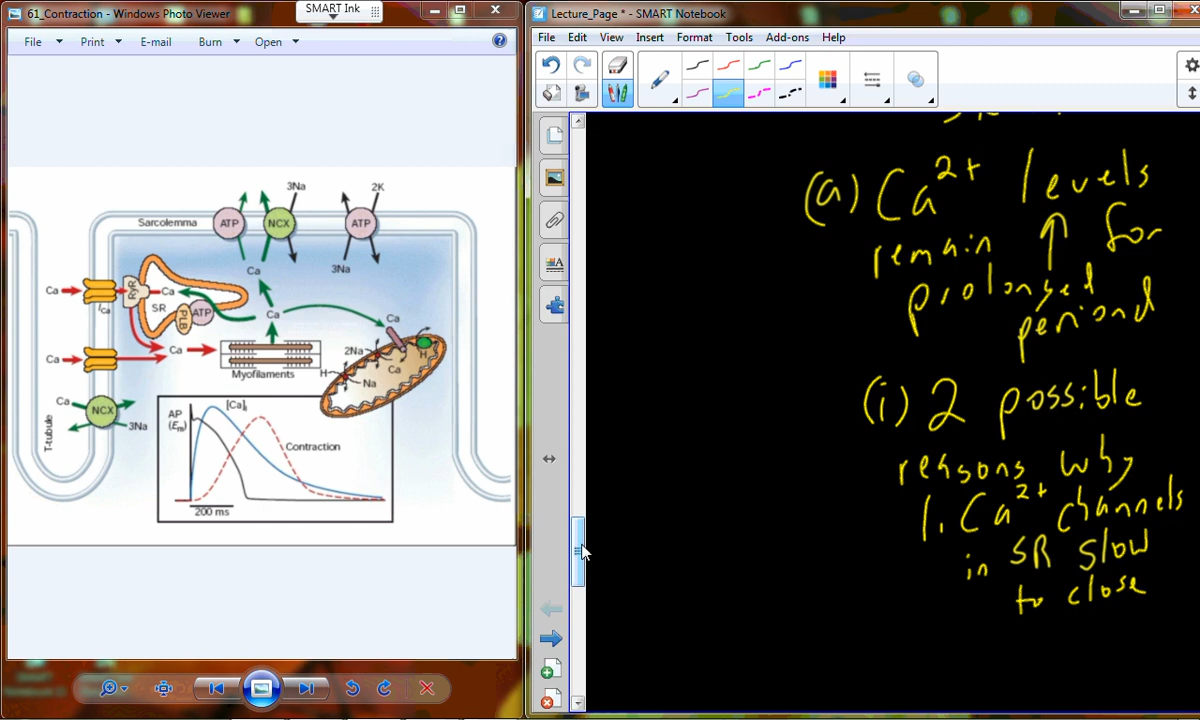 61_Contraction - Windows Photo Viewer
SMART Ink
File Print E-mail Burn Open
Lecture_Page * - SMART Notebook
File Edit View Insert Format Tools Add-ons Help
3Na
2K
Sarcolemma
ATP
NCX
ATP
3Na
Ca
Ca
RyR
Ca
I Ca
SR
PLB
ATP
Ca
Ca
Ca
Ca
Myofilaments
2Na
H
Ca
H
Na
Ca
NCX
3Na
T-tubule
AP
(Em)
[Ca]i
Contraction
200 ms
(a) Ca2+ levels
remain ↑ for
prolonged
periond
(i) 2 possible
reasons why
1. Ca2+ channels
in SR slow
to close